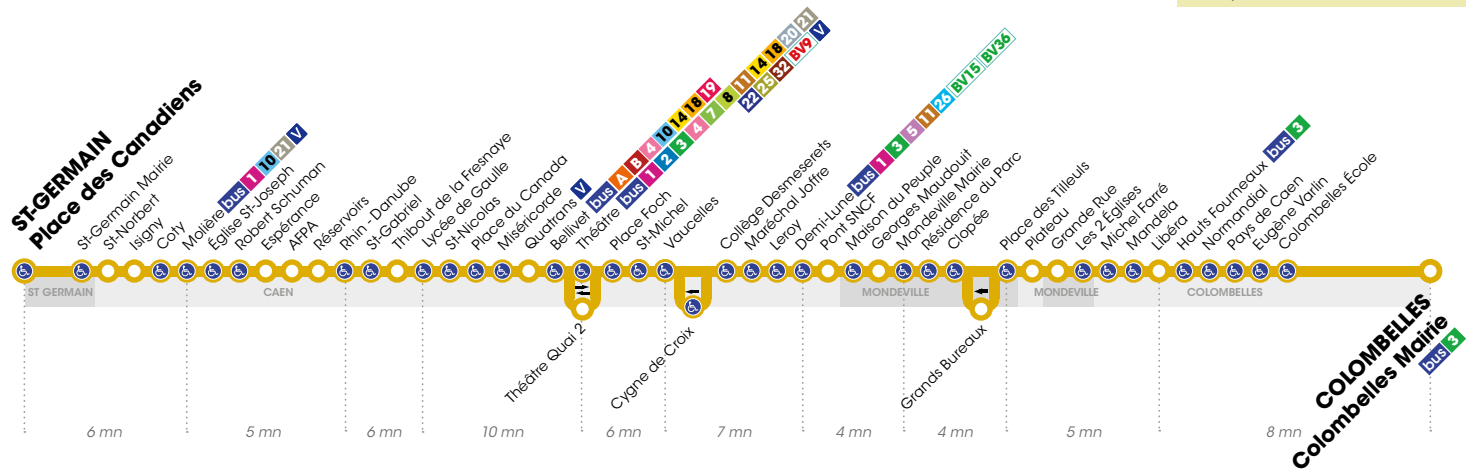 ST-GERMAIN
Place des Canadiens
St-Germain Mairie
St-Norbert
Isigny
Coty
Molière bus 1 10 21 V
Église St-Joseph
Robert Schuman
Espérance
AFPA
Réservoirs
Rhin - Danube
St-Gabriel
Thibout de la Fresnaye
Lycée de Gaulle
St-Nicolas
Place du Canada
Miséricorde
Quatrans V
Bellivet bus A B 4 10 14 18 19
Théâtre bus 1 2 3 4 7 8 11 14 18 20 21
22 25 32 BV9 V
Place Foch
St-Michel
Vaucelles
Collège Desmeserets
Maréchal Joffre
Leroy
Demi-Lune bus 1 3 5 11 26 BV15 BV36
Pont SNCF
Maison du Peuple
Georges Maudouit
Mondeville Mairie
Résidence du Parc
Clopée
Place des Tilleuls
Plateau
Grande Rue
Les 2 Églises
Michel Farré
Mandela
Libéra
Hauts Fourneaux bus 3
Normandial
Pays de Caen
Eugène Varlin
Colombelles École
ST GERMAIN
CAEN
MONDEVILLE
MONDEVILLE
COLOMBELLES
Théâtre Quai 2
Cygne de Croix
Grands Bureaux
COLOMBELLES
Colombelles Mairie
bus 3
6 mn
5 mn
6 mn
10 mn
6 mn
7 mn
4 mn
4 mn
5 mn
8 mn